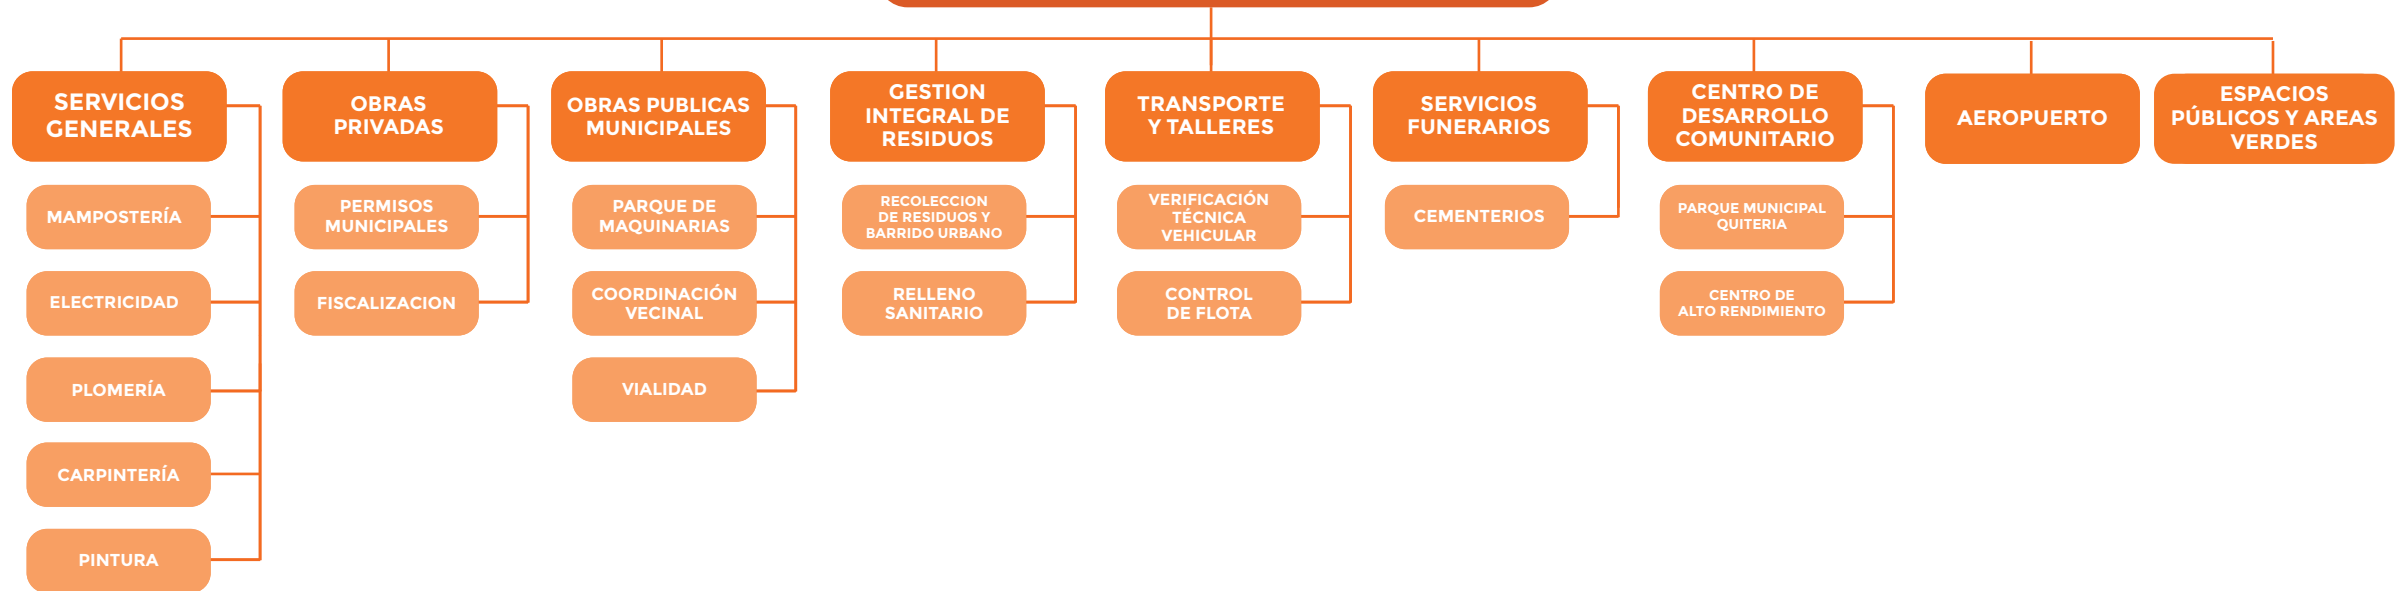 SERVICIOS
GENERALES
OBRAS
PRIVADAS
OBRAS PUBLICAS
MUNICIPALES
GESTION
INTEGRAL DE
RESIDUOS
TRANSPORTE
Y TALLERES
SERVICIOS
FUNERARIOS
CENTRO DE
DESARROLLO
COMUNITARIO
AEROPUERTO
ESPACIOS
PÚBLICOS Y AREAS
VERDES
MAMPOSTERÍA
ELECTRICIDAD
PLOMERÍA
CARPINTERÍA
PINTURA
PERMISOS
MUNICIPALES
FISCALIZACION
PARQUE DE
MAQUINARIAS
COORDINACIÓN
VECINAL
VIALIDAD
RECOLECCION
DE RESIDUOS Y
BARRIDO URBANO
RELLENO
SANITARIO
VERIFICACIÓN
TÉCNICA
VEHICULAR
CONTROL
DE FLOTA
CEMENTERIOS
PARQUE MUNICIPAL
QUITERIA
CENTRO DE
ALTO RENDIMIENTO